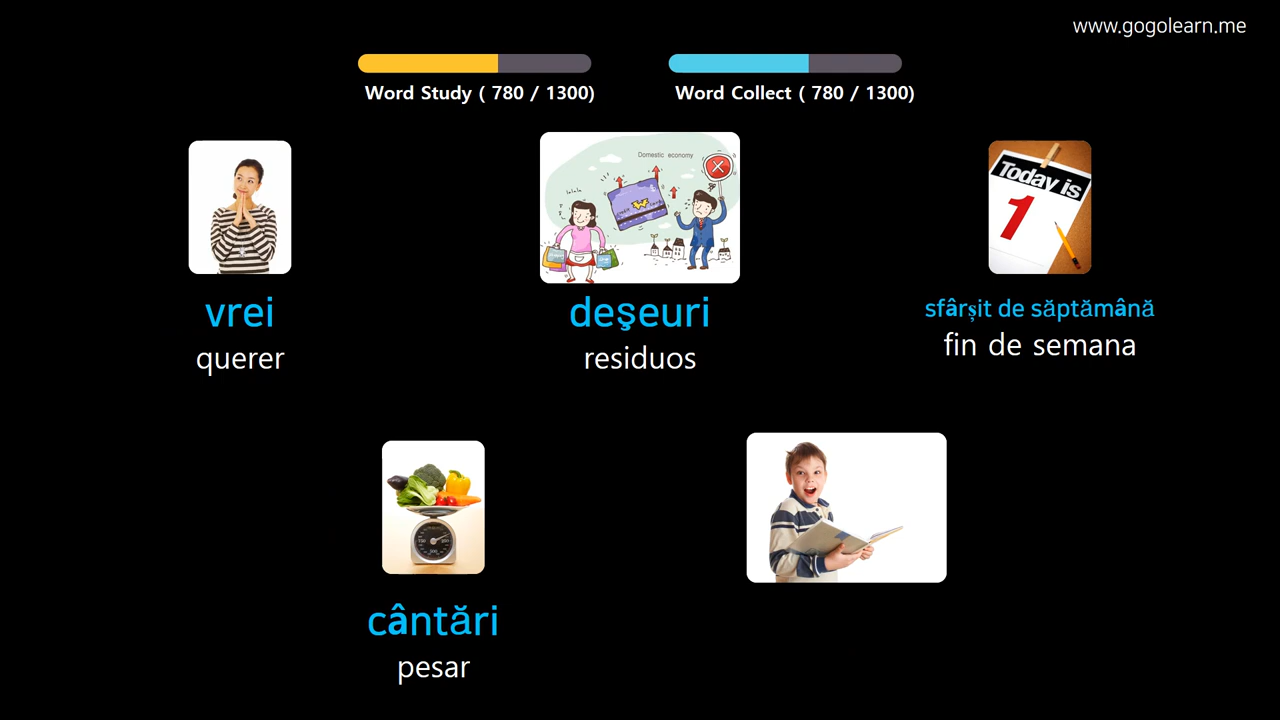 www.gogolearn.me
Word Study ( 780 / 1300)
Word Collect ( 780 / 1300)
Domestic economy
lalala
Today is
1
vrei
querer
deşeuri
residuos
sfârșit de săptămână
fin de semana
cântări
pesar